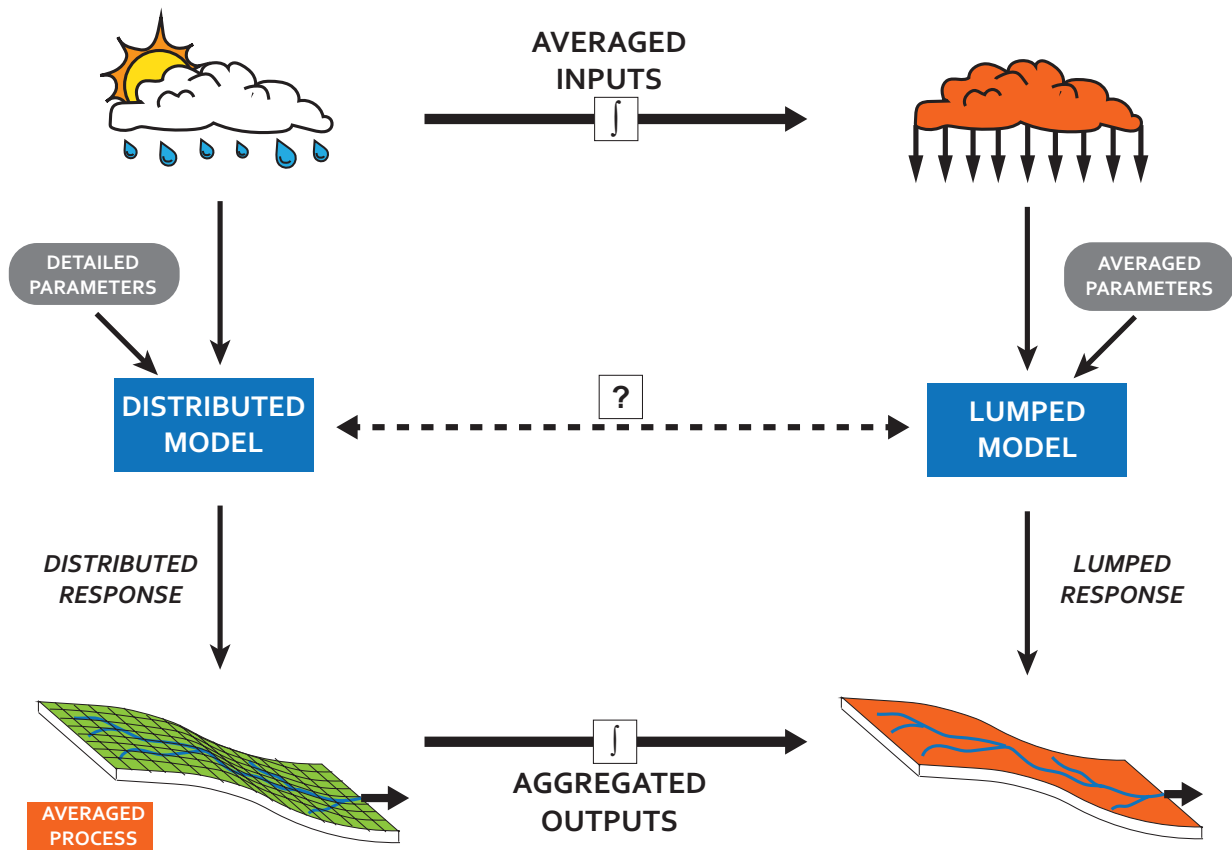 AVERAGED
INPUTS
∫
DETAILED
PARAMETERS
AVERAGED
PARAMETERS
DISTRIBUTED
MODEL
?
LUMPED
MODEL
DISTRIBUTED
RESPONSE
LUMPED
RESPONSE
∫
AGGREGATED
OUTPUTS
AVERAGED
PROCESS